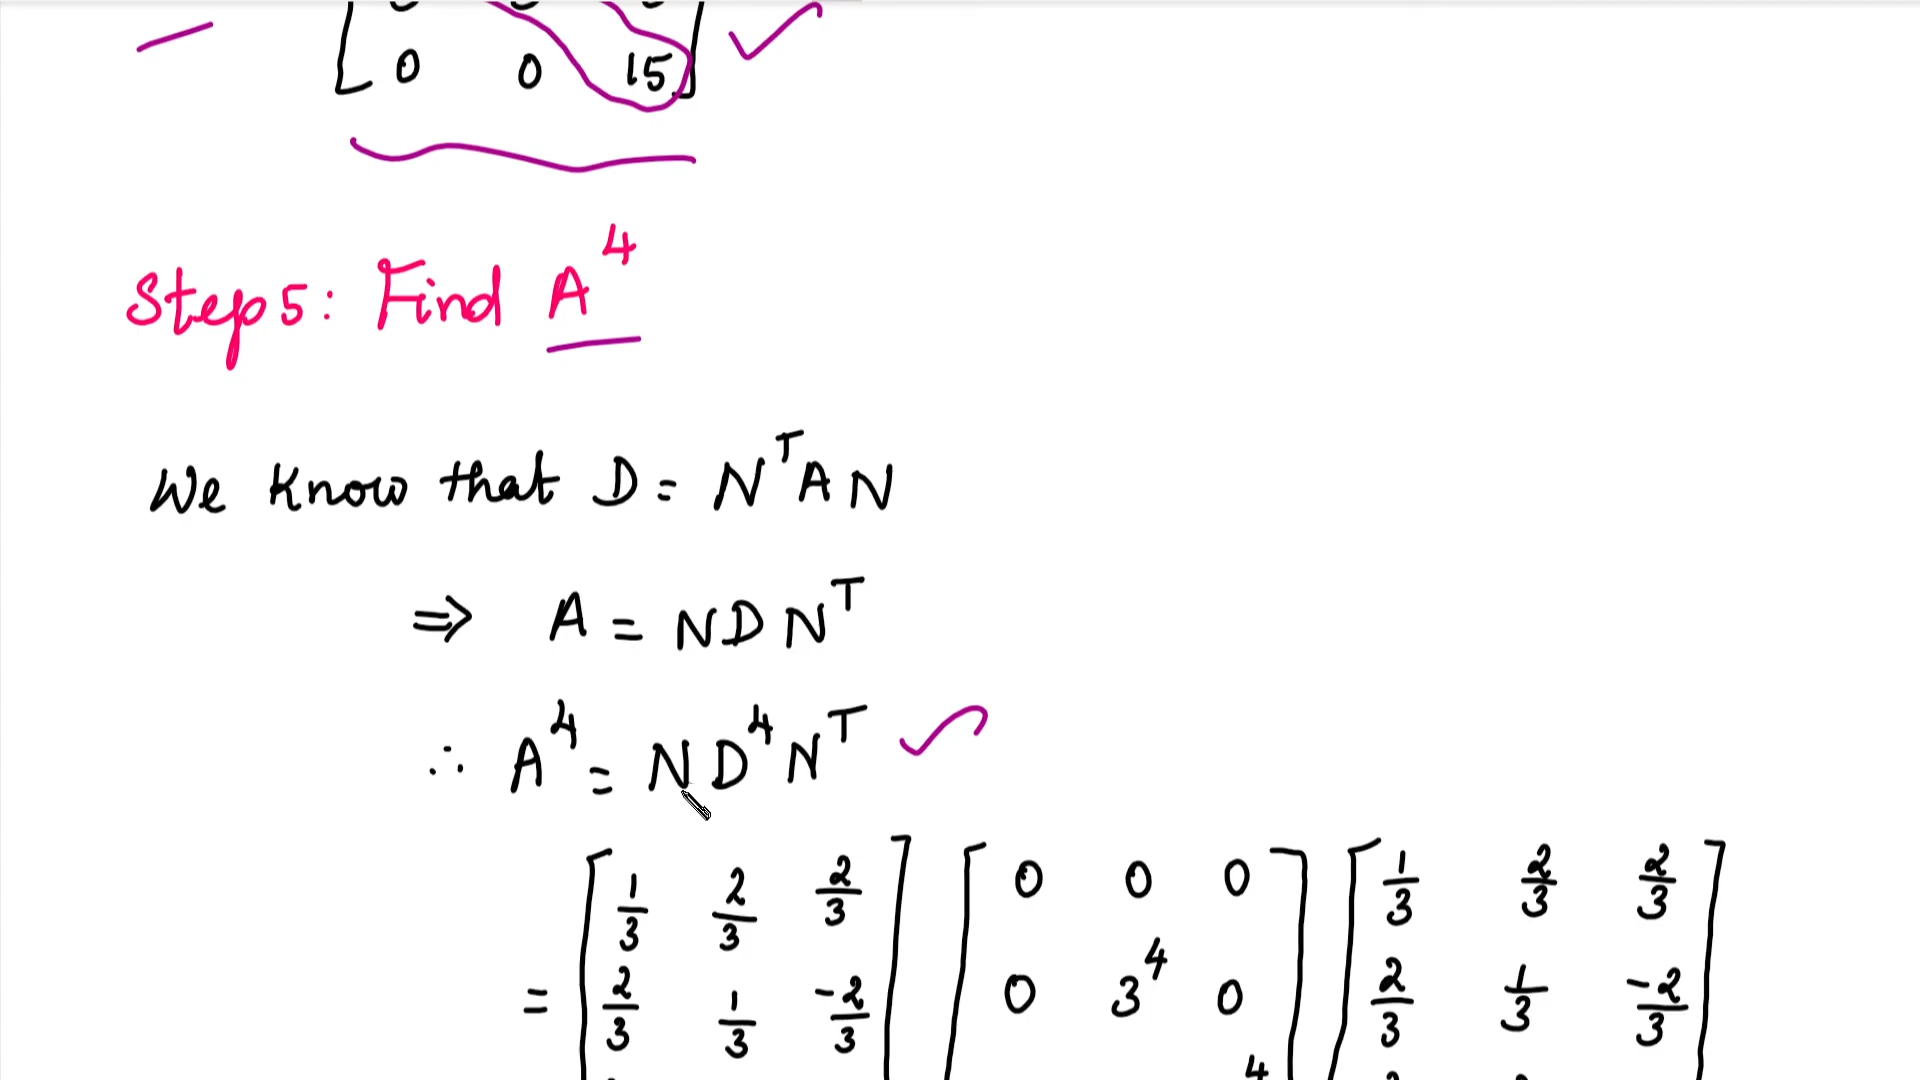 0 0 15
Step 5: Find A⁴
We know that D = NᵀAN
⇒ A = NDNᵀ
∴ A⁴ = ND⁴Nᵀ
1/3 2/3 2/3 0 0 0 1/3 2/3 2/3
= 2/3 1/3 -2/3 0 3⁴ 0 2/3 1/3 -2/3
4